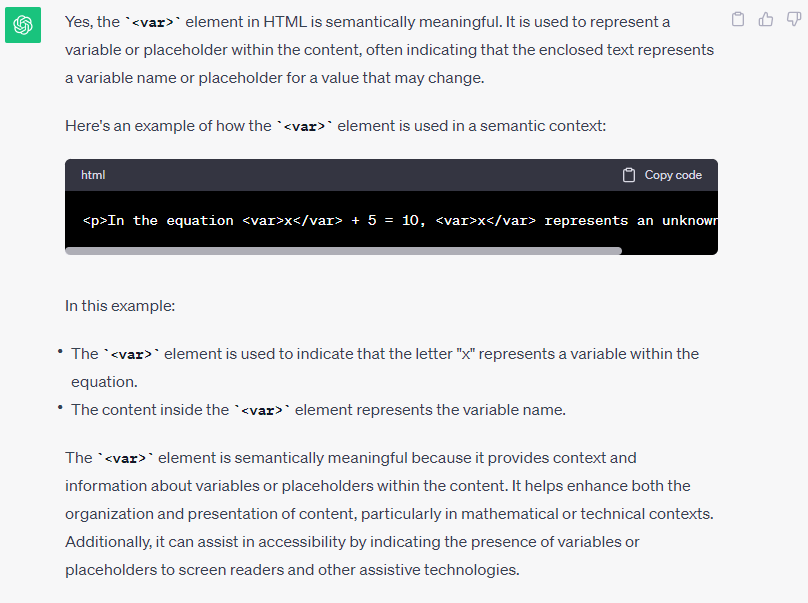 Yes, the `<var>` element in HTML is semantically meaningful. It is used to represent a
variable or placeholder within the content, often indicating that the enclosed text represents
a variable name or placeholder for a value that may change.
Here's an example of how the `<var>` element is used in a semantic context:
html
Copy code
<p>In the equation <var>x</var> + 5 = 10, <var>x</var> represents an unknown
In this example:
• The `<var>` element is used to indicate that the letter "x" represents a variable within the
equation.
• The content inside the `<var>` element represents the variable name.
The `<var>` element is semantically meaningful because it provides context and
information about variables or placeholders within the content. It helps enhance both the
organization and presentation of content, particularly in mathematical or technical contexts.
Additionally, it can assist in accessibility by indicating the presence of variables or
placeholders to screen readers and other assistive technologies.